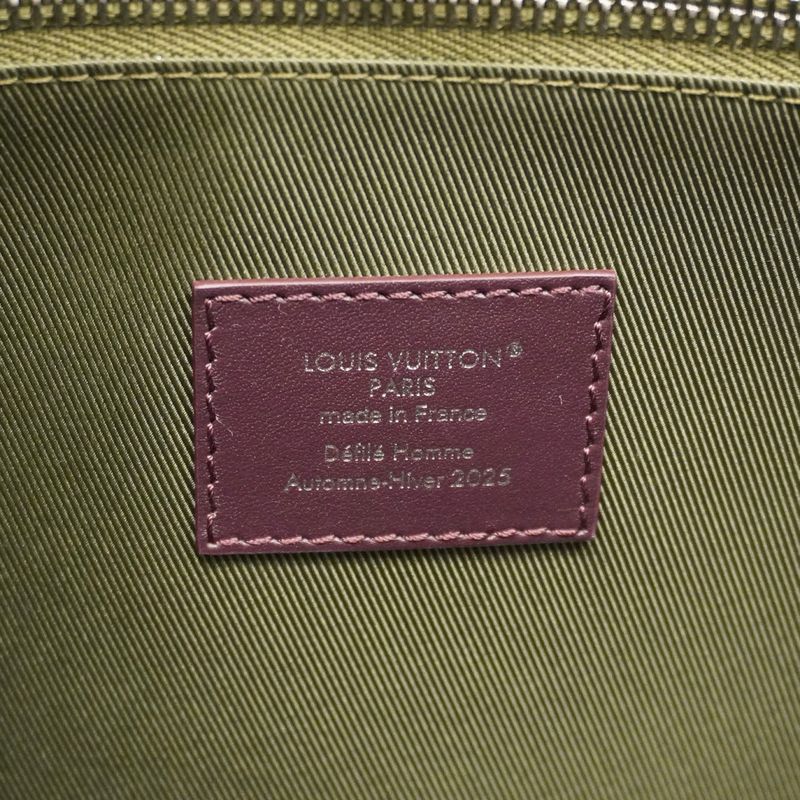 LOUIS VUITTON®
PARIS
made in France
Défilé Homme
Automne-Hiver 2025